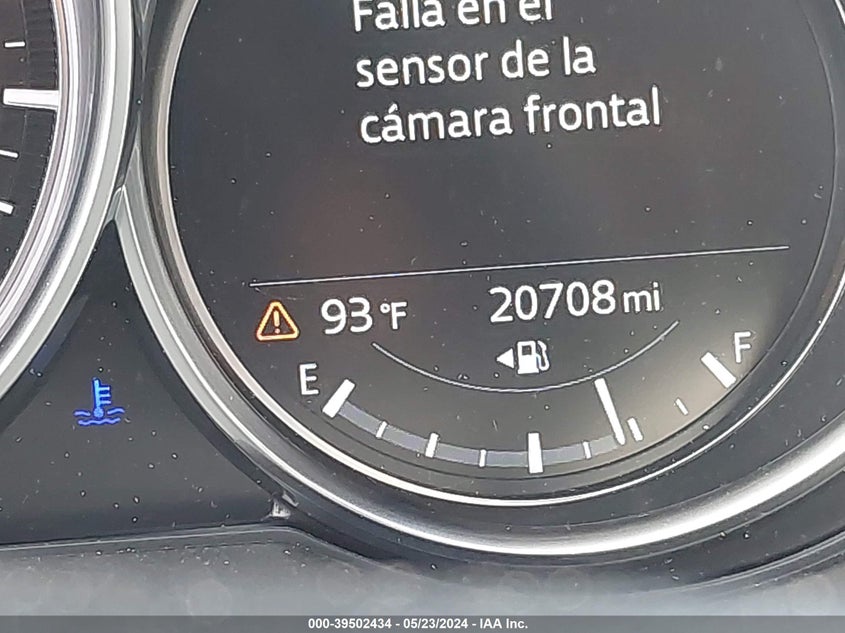 Falla en el
sensor de la
cámara frontal
93 °F 20708 mi
E F
000-39502434 - 05/23/2024 - IAA Inc.